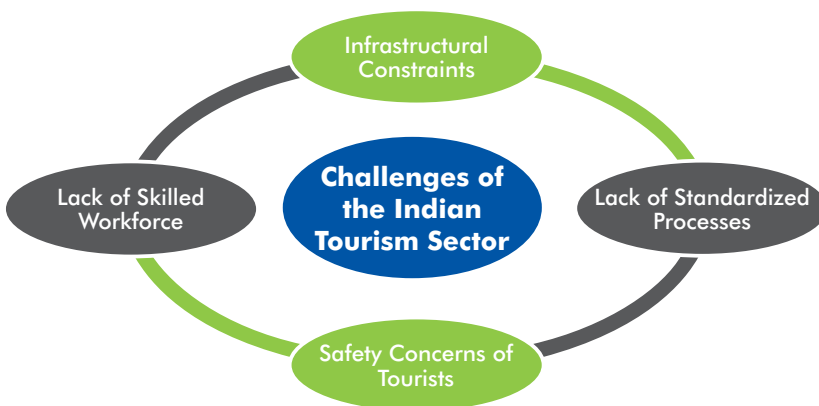 Infrastructural
Constraints
Challenges of
the Indian
Tourism Sector
Lack of Skilled
Workforce
Lack of Standardized
Processes
Safety Concerns of
Tourists